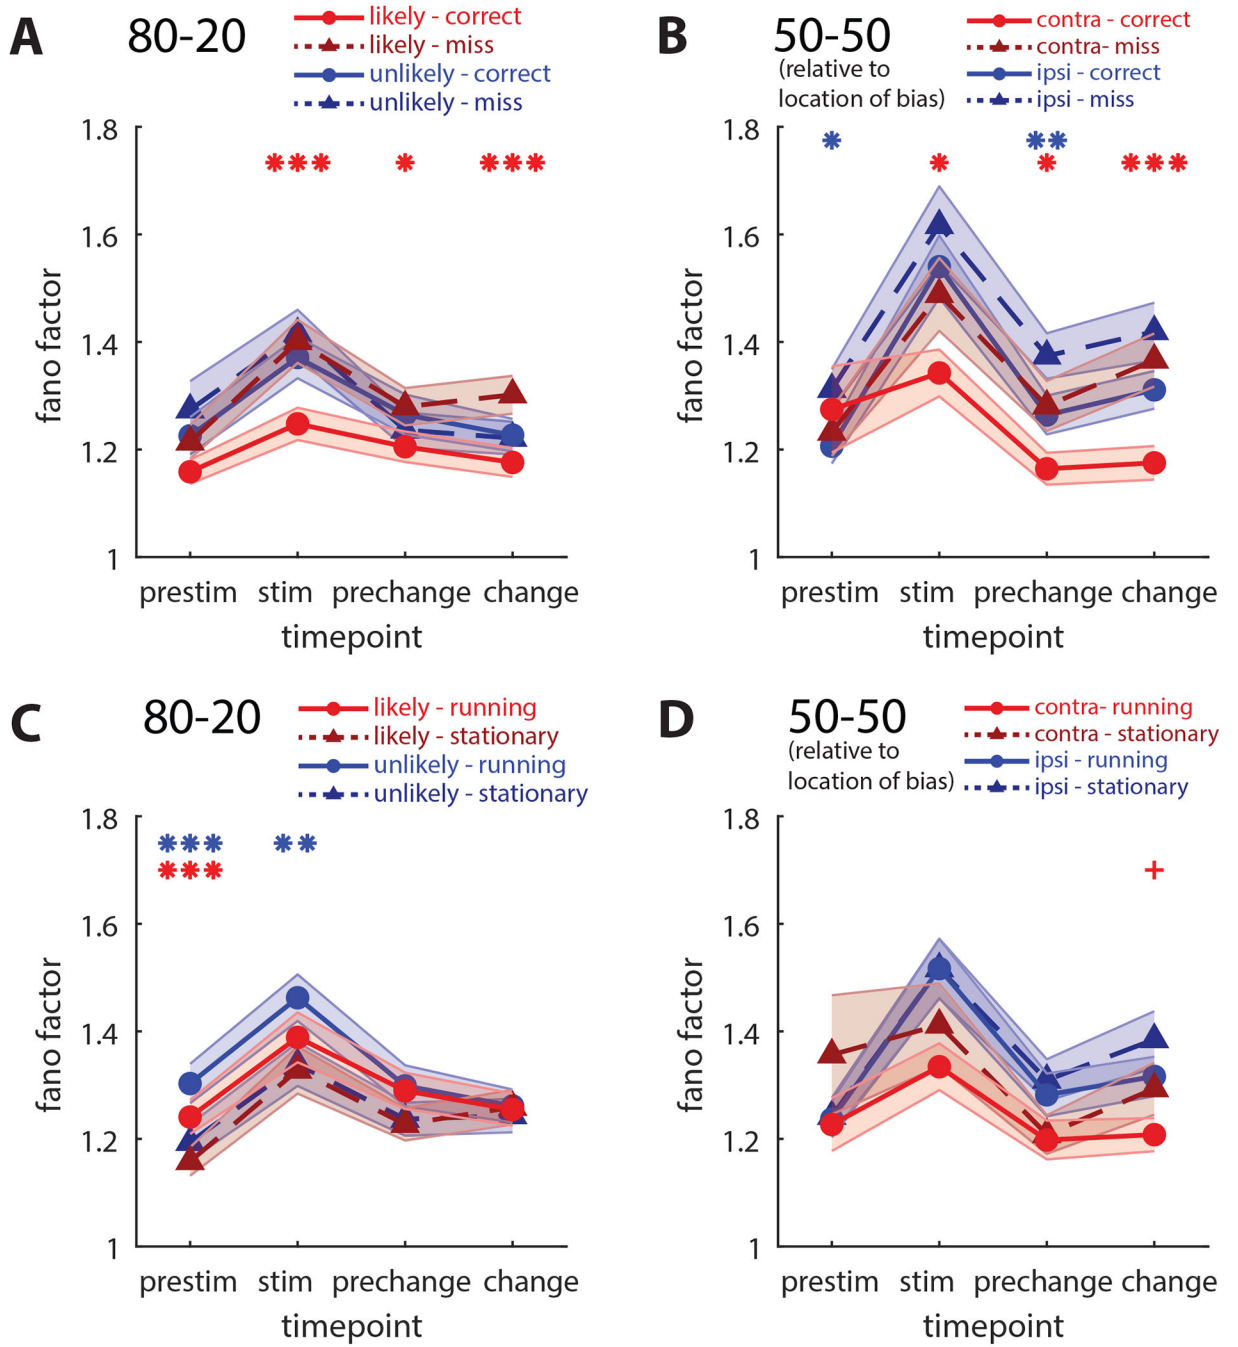 A
80-20
likely - correct
likely - miss
unlikely - correct
unlikely - miss
1.8
1.6
1.4
1.2
1
fano factor
*** * ***
prestim stim prechange change
timepoint
B
50-50
(relative to
location of bias)
contra - correct
contra- miss
ipsi - correct
ipsi - miss
1.8
1.6
1.4
1.2
1
fano factor
* **
* * ***
prestim stim prechange change
timepoint
C
80-20
likely - running
likely - stationary
unlikely - running
unlikely - stationary
1.8
1.6
1.4
1.2
1
fano factor
*** **
***
prestim stim prechange change
timepoint
D
50-50
(relative to
location of bias)
contra- running
contra - stationary
ipsi - running
ipsi - stationary
1.8
1.6
1.4
1.2
1
fano factor
+
prestim stim prechange change
timepoint